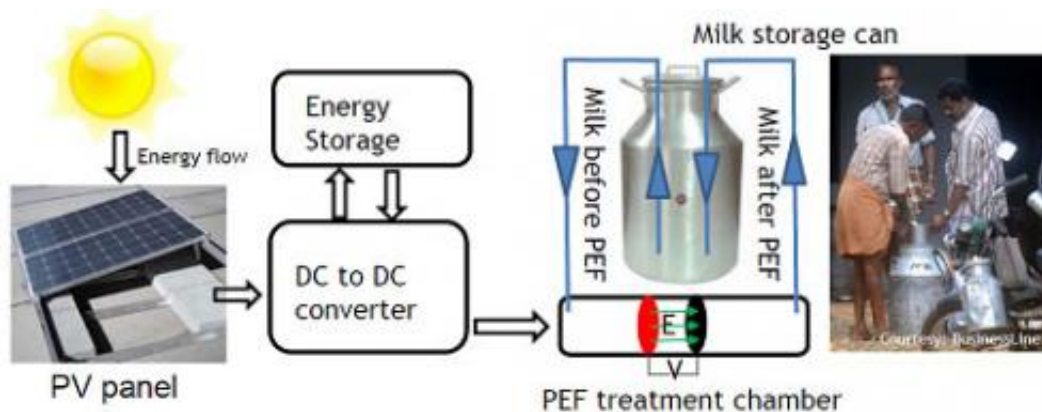 Milk storage can
Energy
Storage
Energy flow
Milk before PEF
Milk after PEF
DC to DC
converter
E
V
Courtesy: BusinessLine
PV panel
PEF treatment chamber